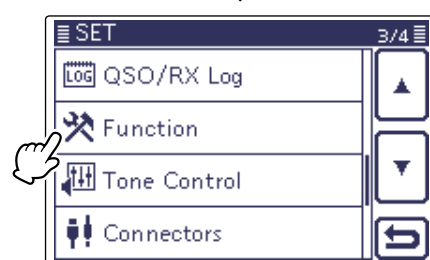 SET 3/4
LOG QSO/RX Log
Function
Tone Control
Connectors